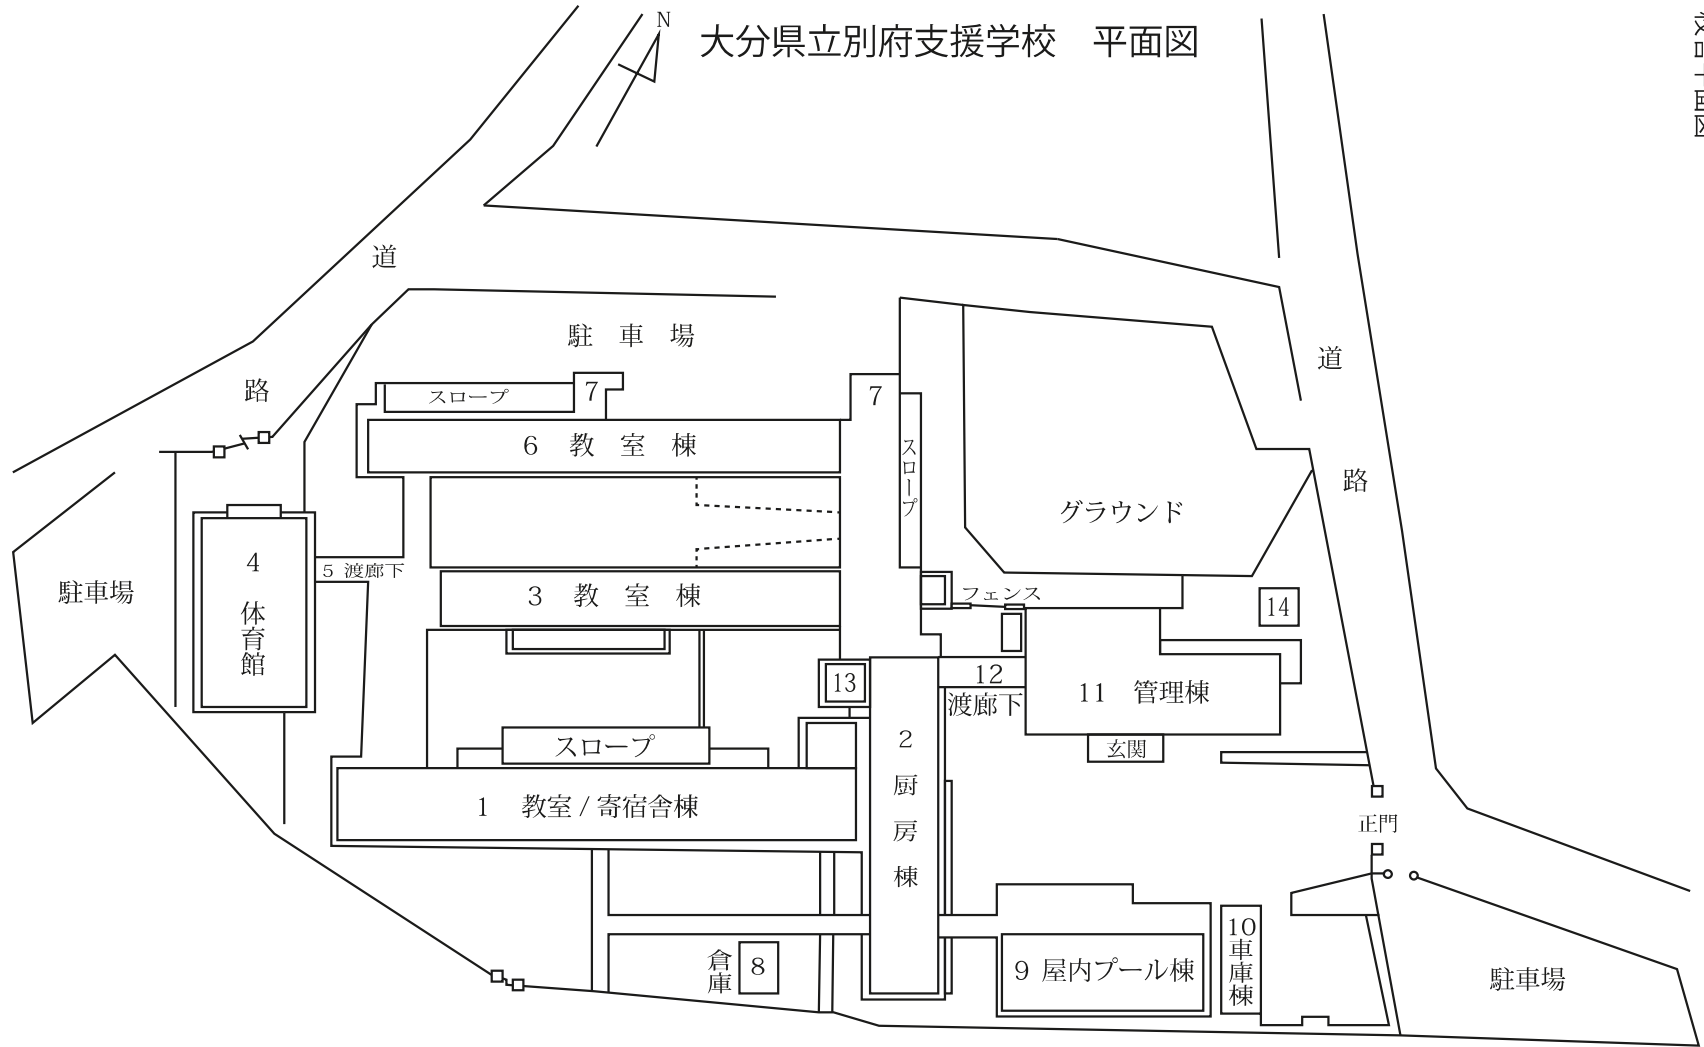 N
大分県立別府支援学校　平面図
道
路
駐　車　場
スロープ
7
7
6　教　室　棟
スロープ
グラウンド
道
路
駐車場
4
体育館
5 渡廊下
3　教　室　棟
フェンス
14
13
12
渡廊下
11　管理棟
玄関
スロープ
1　教室 / 寄宿舎棟
2
厨
房
棟
正門
倉庫
8
9 屋内プール棟
10
車庫棟
駐車場